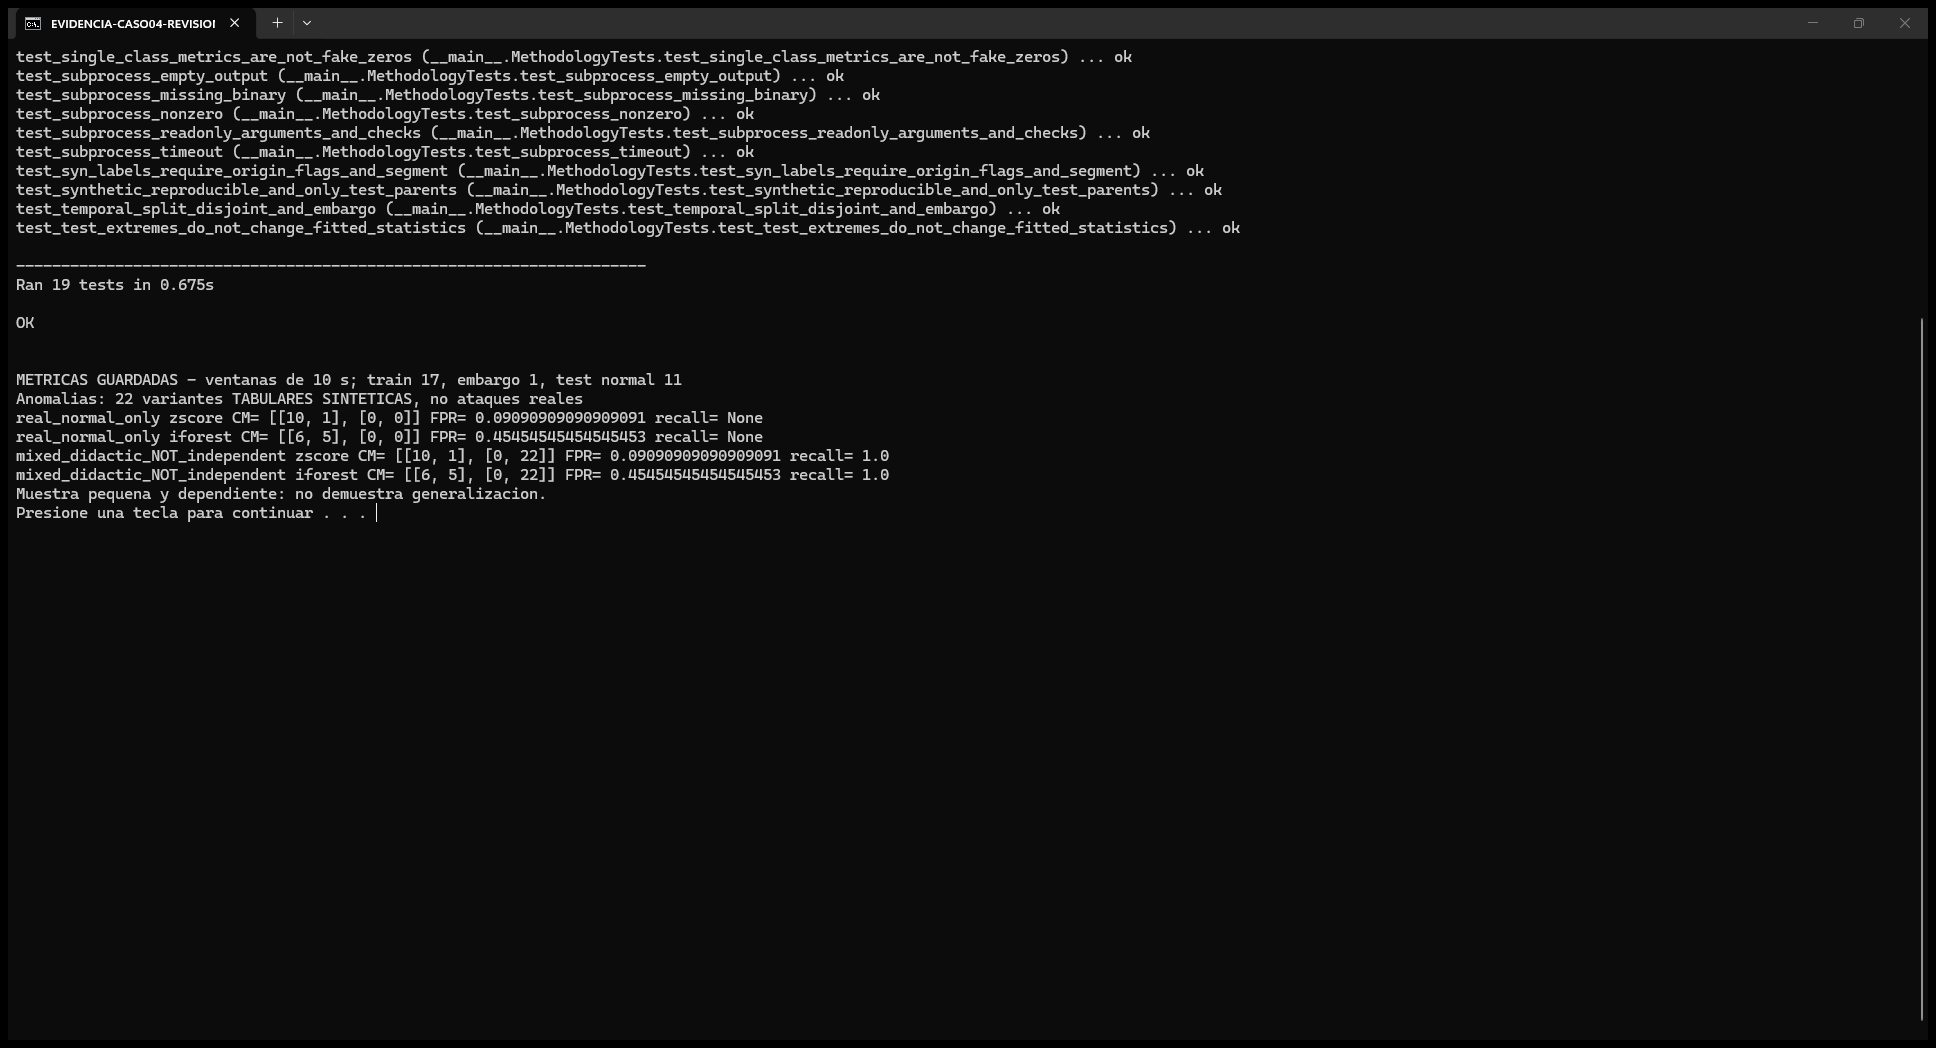 EVIDENCIA-CASO04-REVISIOI
test_single_class_metrics_are_not_fake_zeros (__main__.MethodologyTests.test_single_class_metrics_are_not_fake_zeros) ... ok
test_subprocess_empty_output (__main__.MethodologyTests.test_subprocess_empty_output) ... ok
test_subprocess_missing_binary (__main__.MethodologyTests.test_subprocess_missing_binary) ... ok
test_subprocess_nonzero (__main__.MethodologyTests.test_subprocess_nonzero) ... ok
test_subprocess_readonly_arguments_and_checks (__main__.MethodologyTests.test_subprocess_readonly_arguments_and_checks) ... ok
test_subprocess_timeout (__main__.MethodologyTests.test_subprocess_timeout) ... ok
test_syn_labels_require_origin_flags_and_segment (__main__.MethodologyTests.test_syn_labels_require_origin_flags_and_segment) ... ok
test_synthetic_reproducible_and_only_test_parents (__main__.MethodologyTests.test_synthetic_reproducible_and_only_test_parents) ... ok
test_temporal_split_disjoint_and_embargo (__main__.MethodologyTests.test_temporal_split_disjoint_and_embargo) ... ok
test_test_extremes_do_not_change_fitted_statistics (__main__.MethodologyTests.test_test_extremes_do_not_change_fitted_statistics) ... ok
----------------------------------------------------------------------
Ran 19 tests in 0.675s
OK
METRICAS GUARDADAS - ventanas de 10 s; train 17, embargo 1, test normal 11
Anomalias: 22 variantes TABULARES SINTETICAS, no ataques reales
real_normal_only zscore CM= [[10, 1], [0, 0]] FPR= 0.09090909090909091 recall= None
real_normal_only iforest CM= [[6, 5], [0, 0]] FPR= 0.45454545454545453 recall= None
mixed_didactic_NOT_independent zscore CM= [[10, 1], [0, 22]] FPR= 0.09090909090909091 recall= 1.0
mixed_didactic_NOT_independent iforest CM= [[6, 5], [0, 22]] FPR= 0.45454545454545453 recall= 1.0
Muestra pequena y dependiente: no demuestra generalizacion.
Presione una tecla para continuar . . .